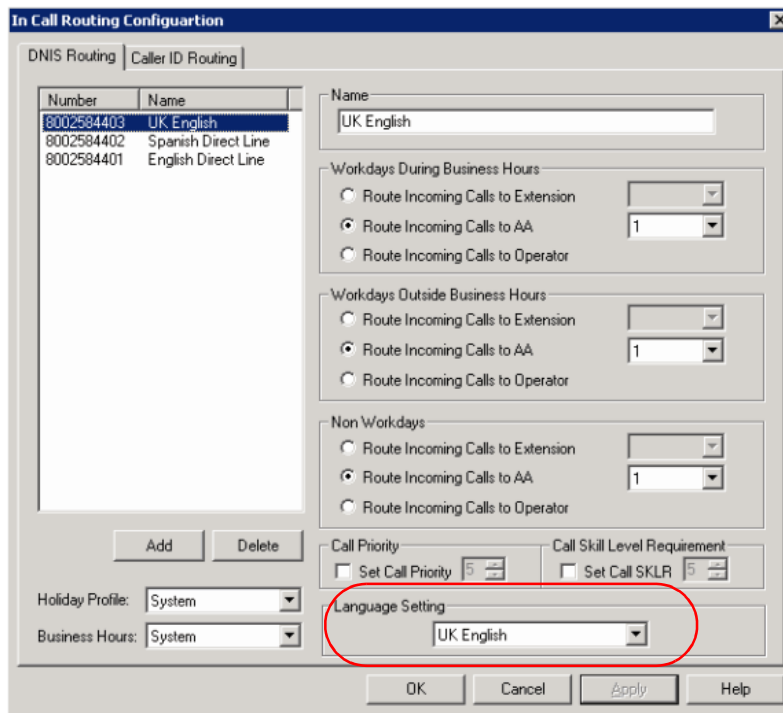 In Call Routing Configuartion
DNIS Routing
Caller ID Routing
Number Name
8002584403 UK English
8002584402 Spanish Direct Line
8002584401 English Direct Line
Add
Delete
Holiday Profile: System
Business Hours: System
Name
UK English
Workdays During Business Hours
Route Incoming Calls to Extension
Route Incoming Calls to AA 1
Route Incoming Calls to Operator
Workdays Outside Business Hours
Route Incoming Calls to Extension
Route Incoming Calls to AA 1
Route Incoming Calls to Operator
Non Workdays
Route Incoming Calls to Extension
Route Incoming Calls to AA 1
Route Incoming Calls to Operator
Call Priority
Set Call Priority 5
Call Skill Level Requirement
Set Call SKLR 5
Language Setting
UK English
OK
Cancel
Apply
Help